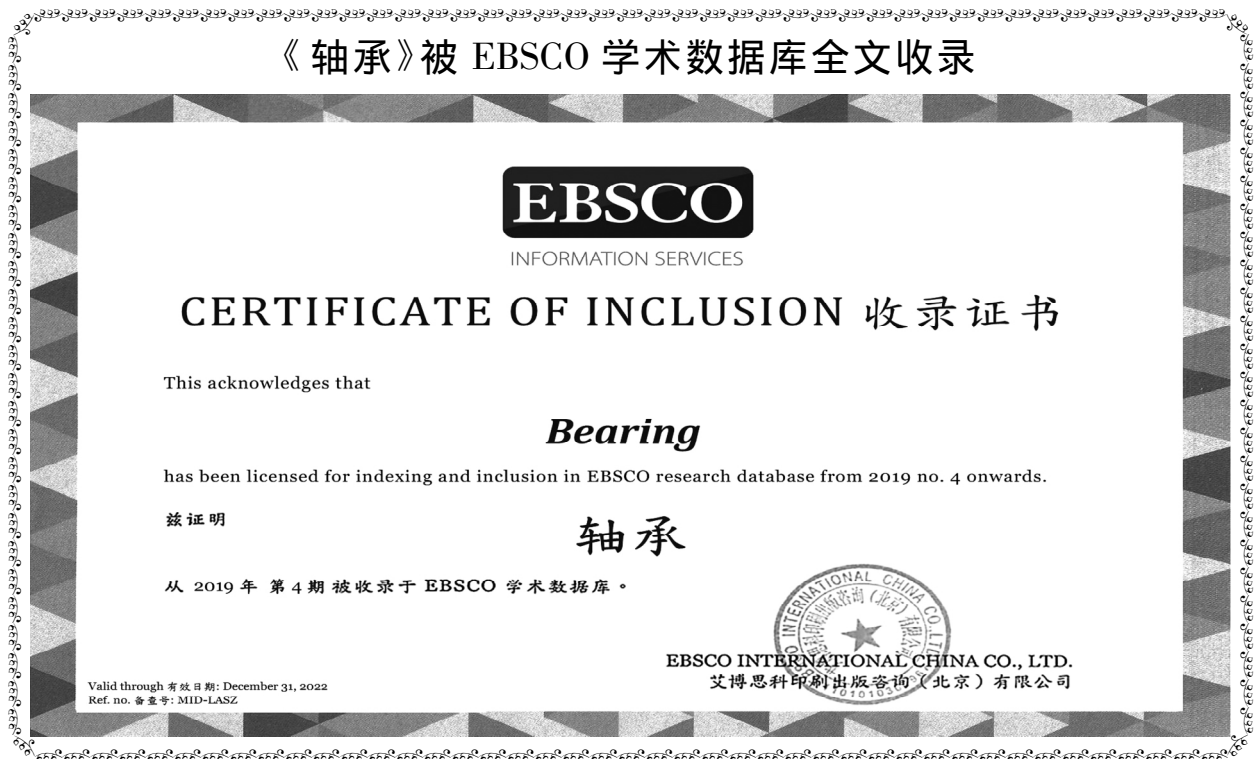 《轴承》被 EBSCO 学术数据库全文收录
EBSCO
INFORMATION SERVICES
CERTIFICATE OF INCLUSION 收录证书
This acknowledges that
Bearing
has been licensed for indexing and inclusion in EBSCO research database from 2019 no. 4 onwards.
兹证明
轴承
从 2019 年 第 4 期 被收录于 EBSCO 学术数据库。
EBSCO INTERNATIONAL CHINA CO., LTD.
艾博思科印刷出版咨询（北京）有限公司
Valid through 有效日期: December 31, 2022
Ref. no. 备查号: MID-LASZ